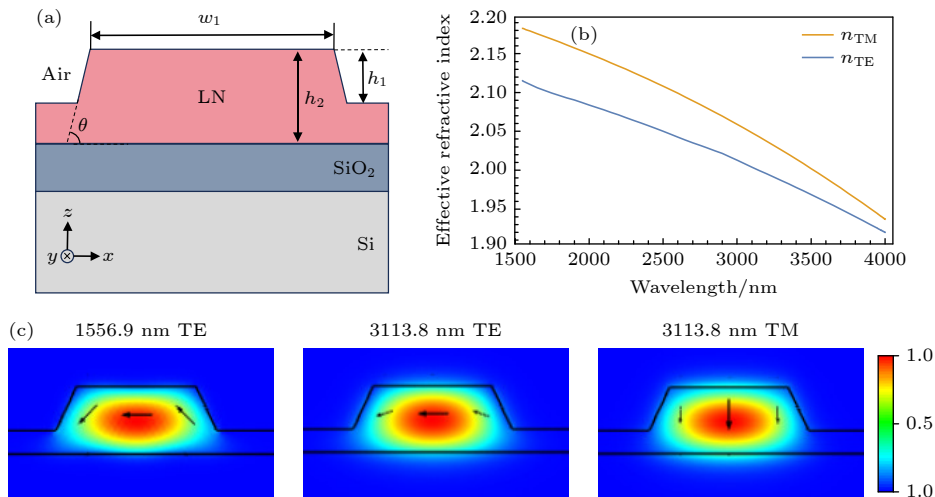 (a)
w₁
Air
h₁
LN
h₂
θ
SiO₂
Si
z
y
x
(b)
n_TM
n_TE
Effective refractive index
2.20
2.15
2.10
2.05
2.00
1.95
1.90
1500 2000 2500 3000 3500 4000
Wavelength/nm
(c)
1556.9 nm TE
3113.8 nm TE
3113.8 nm TM
1.0
0.5
1.0